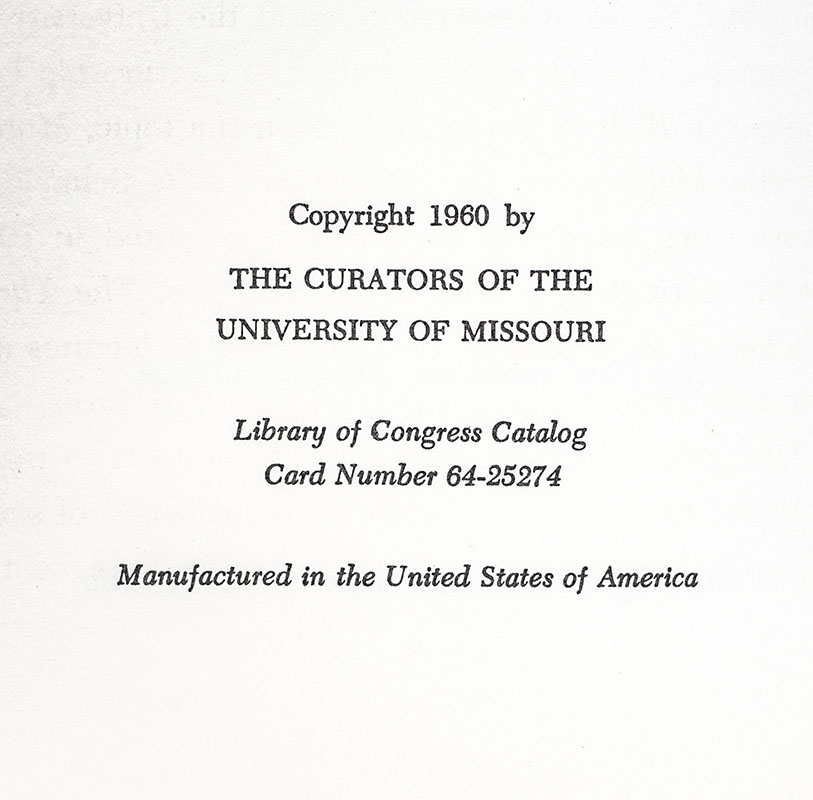 Copyright 1960 by
THE CURATORS OF THE
UNIVERSITY OF MISSOURI
Library of Congress Catalog
Card Number 64-25274
Manufactured in the United States of America